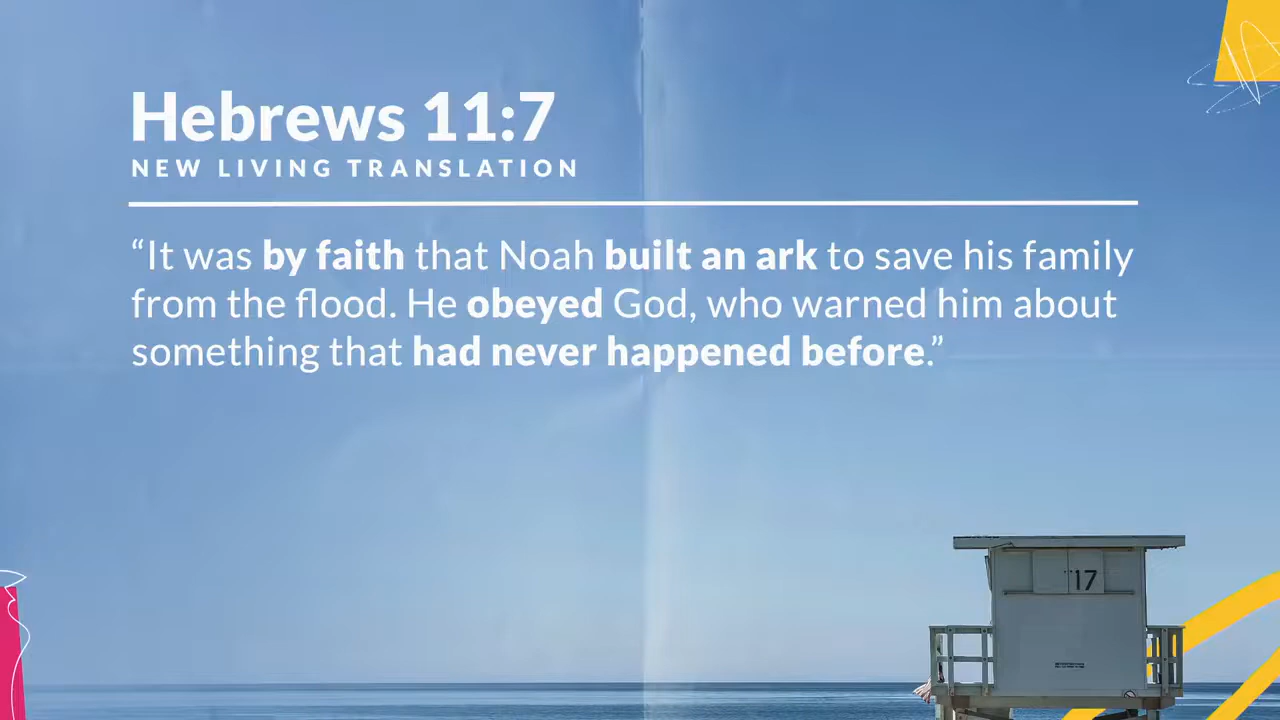 Hebrews 11:7
NEW LIVING TRANSLATION
“It was by faith that Noah built an ark to save his family
from the flood. He obeyed God, who warned him about
something that had never happened before.”
17